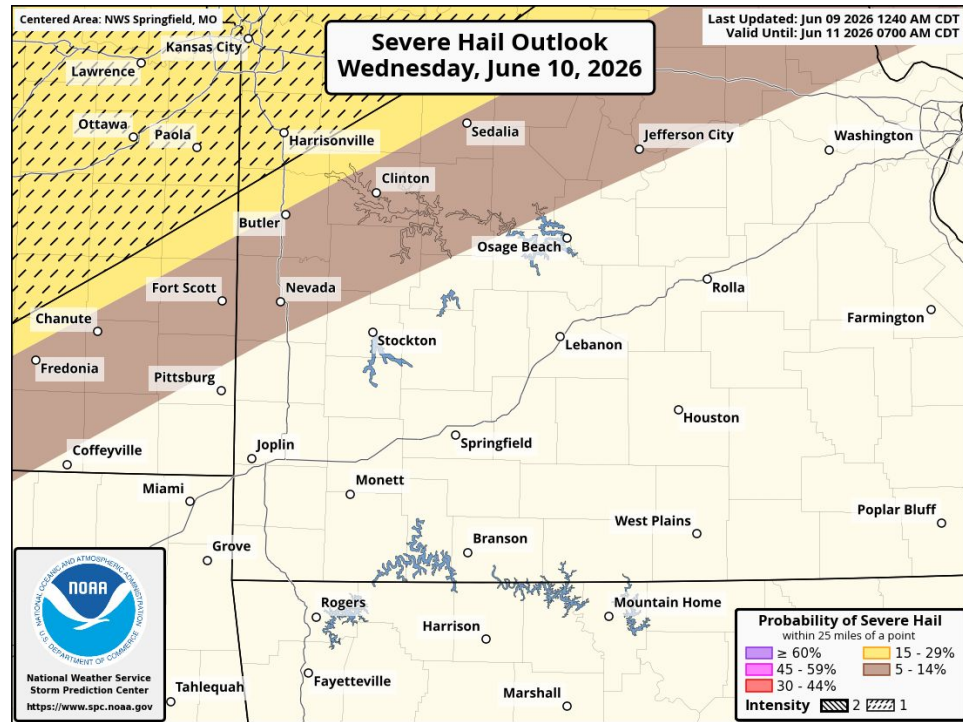 Centered Area: NWS Springfield, MO
Severe Hail Outlook
Wednesday, June 10, 2026
Last Updated: Jun 09 2026 1240 AM CDT
Valid Until: Jun 11 2026 0700 AM CDT
Kansas City
Lawrence
Ottawa
Paola
Harrisonville
Sedalia
Jefferson City
Washington
Clinton
Butler
Osage Beach
Fort Scott
Nevada
Rolla
Chanute
Farmington
Stockton
Lebanon
Fredonia
Pittsburg
Houston
Coffeyville
Joplin
Springfield
Miami
Monett
West Plains
Poplar Bluff
Grove
Branson
Rogers
Mountain Home
Harrison
Fayetteville
Tahlequah
Marshall
NATIONAL OCEANIC AND ATMOSPHERIC ADMINISTRATION
NOAA
U.S. DEPARTMENT OF COMMERCE
National Weather Service
Storm Prediction Center
https://www.spc.noaa.gov
Probability of Severe Hail
within 25 miles of a point
≥ 60% 15 - 29%
45 - 59% 5 - 14%
30 - 44%
Intensity 2 1